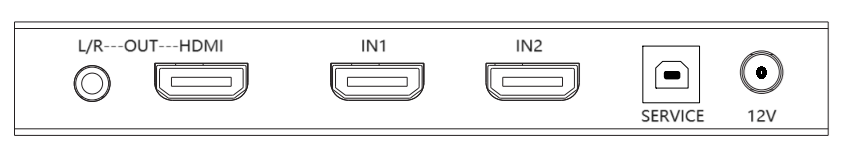 L/R---OUT---HDMI IN1 IN2
SERVICE 12V